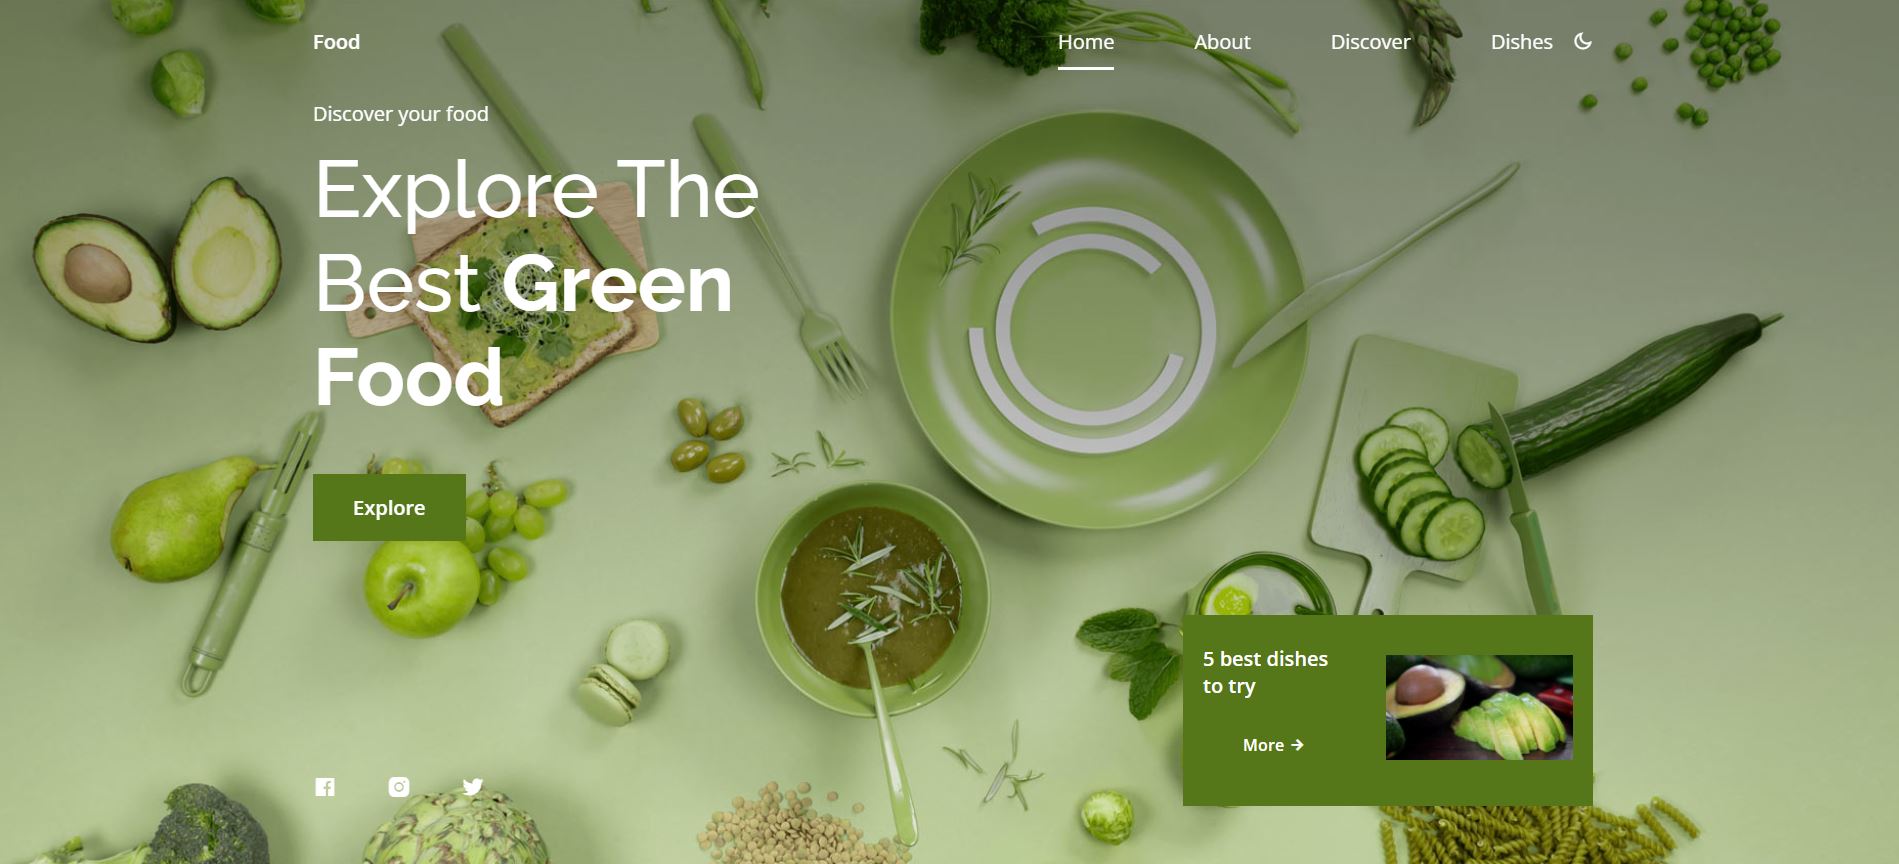 Food
Home
About
Discover
Dishes
Discover your food
Explore The
Best Green
Food
Explore
5 best dishes
to try
More